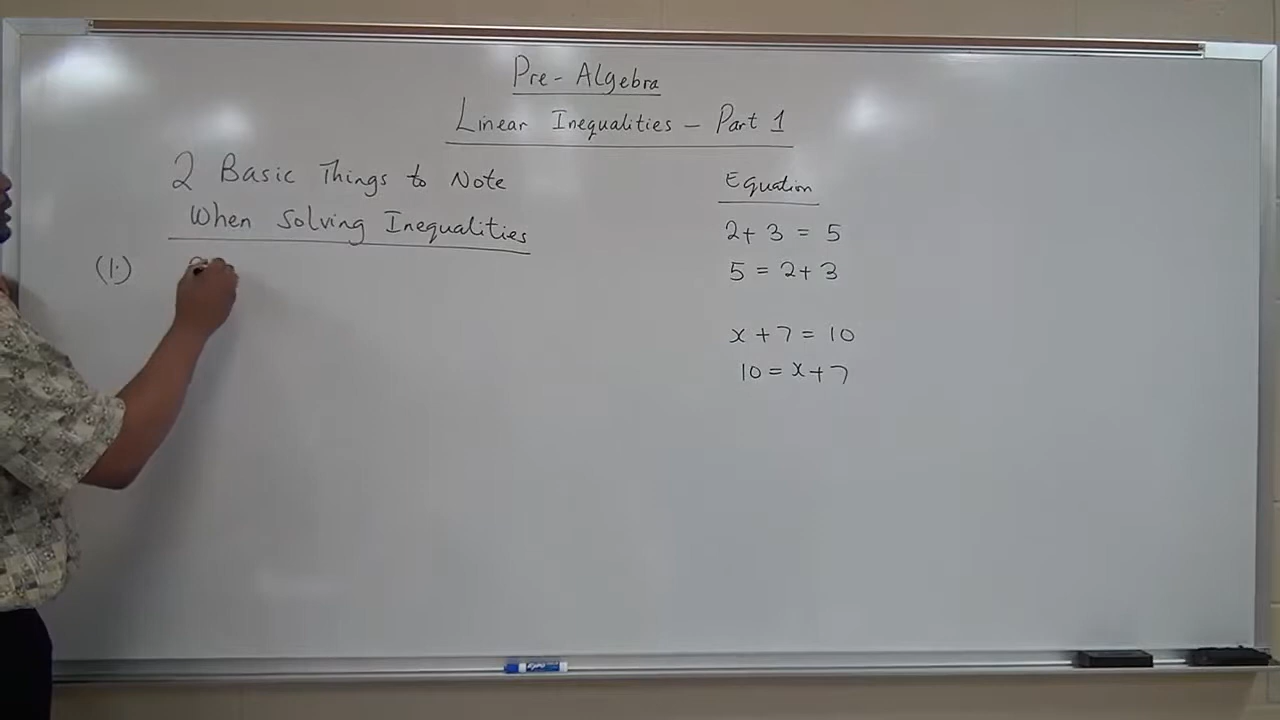 Pre-Algebra
Linear Inequalities - Part 1
2 Basic Things to Note
When Solving Inequalities
(1.)
Equation
2+3=5
5=2+3
x+7=10
10=x+7